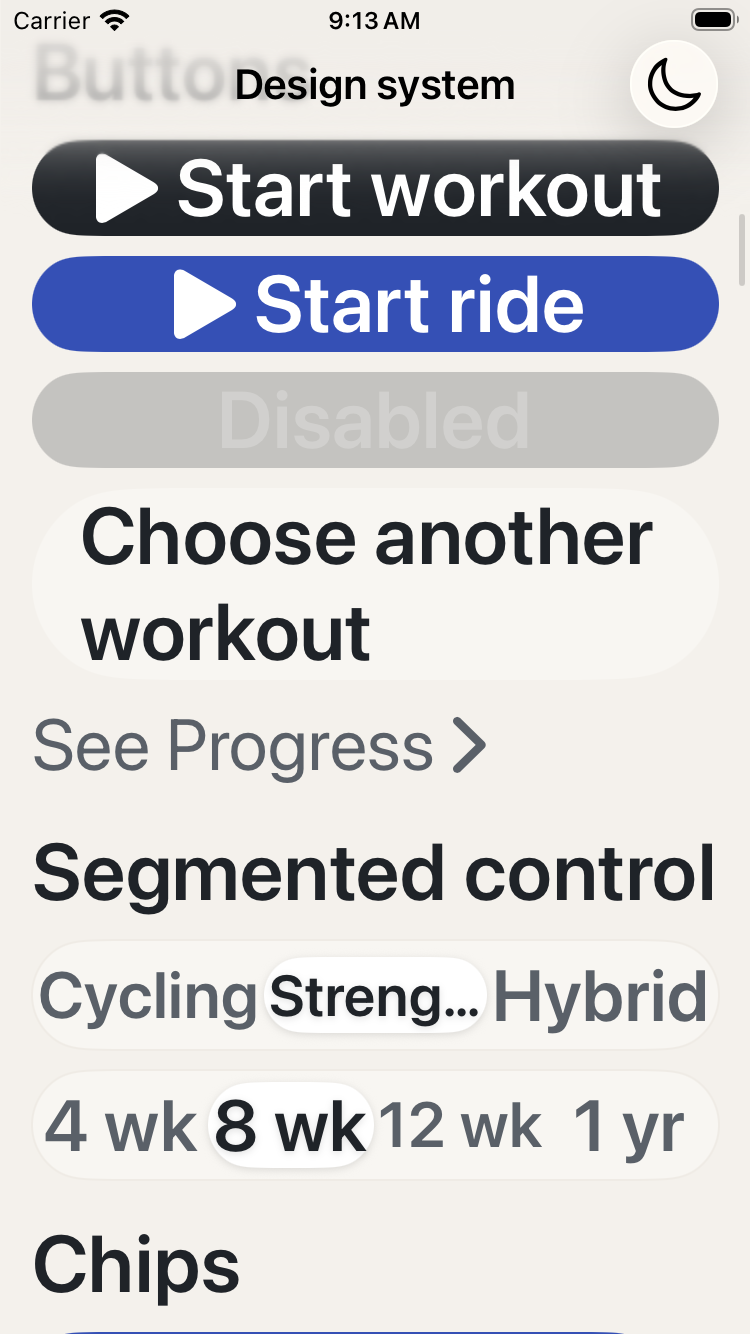 Carrier 9:13 AM
Buttons
Design system
Start workout
Start ride
Disabled
Choose another
workout
See Progress
Segmented control
Cycling Streng... Hybrid
4 wk 8 wk 12 wk 1 yr
Chips